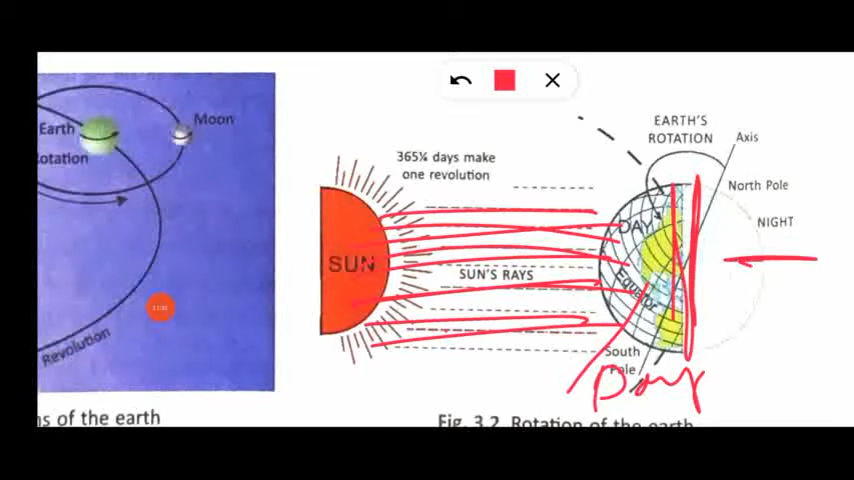 Earth
Moon
otation
Revolution
ns of the earth
365¼ days make
one revolution
SUN
SUN'S RAYS
EARTH'S
ROTATION
Axis
North Pole
NIGHT
DAY
Equator
South
Pole
Day
Fig. 3.2 Rotation of the earth